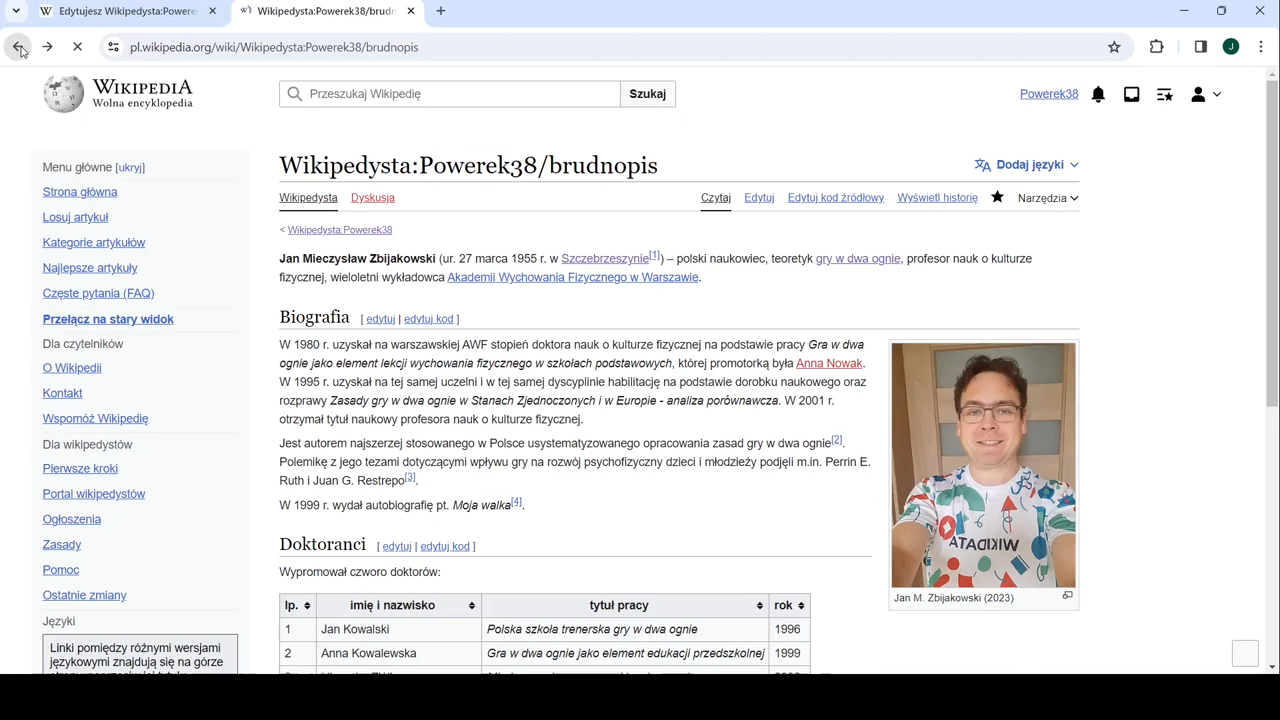 Edytujesz Wikipedysta:Powere
Wikipedysta:Powerek38/brudn
pl.wikipedia.org/wiki/Wikipedysta:Powerek38/brudnopis
J
WIKIPEDIA
Wolna encyklopedia
Przeszukaj Wikipedię
Szukaj
Powerek38
Menu główne [ukryj]
Strona główna
Losuj artykuł
Kategorie artykułów
Najlepsze artykuły
Częste pytania (FAQ)
Przełącz na stary widok
Dla czytelników
O Wikipedii
Kontakt
Wspomóż Wikipedię
Dla wikipedystów
Pierwsze kroki
Portal wikipedystów
Ogłoszenia
Zasady
Pomoc
Ostatnie zmiany
Języki
Linki pomiędzy różnymi wersjami
językowymi znajdują się na górze
Wikipedysta:Powerek38/brudnopis
Dodaj języki
Wikipedysta Dyskusja Czytaj Edytuj Edytuj kod źródłowy Wyświetl historię Narzędzia
< Wikipedysta:Powerek38
Jan Mieczysław Zbijakowski (ur. 27 marca 1955 r. w Szczebrzeszynie[1]) – polski naukowiec, teoretyk gry w dwa ognie, profesor nauk o kulturze
fizycznej, wieloletni wykładowca Akademii Wychowania Fizycznego w Warszawie.
Biografia [ edytuj | edytuj kod ]
W 1980 r. uzyskał na warszawskiej AWF stopień doktora nauk o kulturze fizycznej na podstawie pracy Gra w dwa
ognie jako element lekcji wychowania fizycznego w szkołach podstawowych, której promotorką była Anna Nowak.
W 1995 r. uzyskał na tej samej uczelni i w tej samej dyscyplinie habilitację na podstawie dorobku naukowego oraz
rozprawy Zasady gry w dwa ognie w Stanach Zjednoczonych i w Europie - analiza porównawcza. W 2001 r.
otrzymał tytuł naukowy profesora nauk o kulturze fizycznej.
Jest autorem najszerzej stosowanego w Polsce usystematyzowanego opracowania zasad gry w dwa ognie[2].
Polemikę z jego tezami dotyczącymi wpływu gry na rozwój psychofizyczny dzieci i młodzieży podjęli m.in. Perrin E.
Ruth i Juan G. Restrepo[3].
W 1999 r. wydał autobiografię pt. Moja walka[4].
WIKIDATA
Jan M. Zbijakowski (2023)
Doktoranci [ edytuj | edytuj kod ]
Wypromował czworo doktorów:
lp. imię i nazwisko tytuł pracy rok
1 Jan Kowalski Polska szkoła trenerska gry w dwa ognie 1996
2 Anna Kowalewska Gra w dwa ognie jako element edukacji przedszkolnej 1999